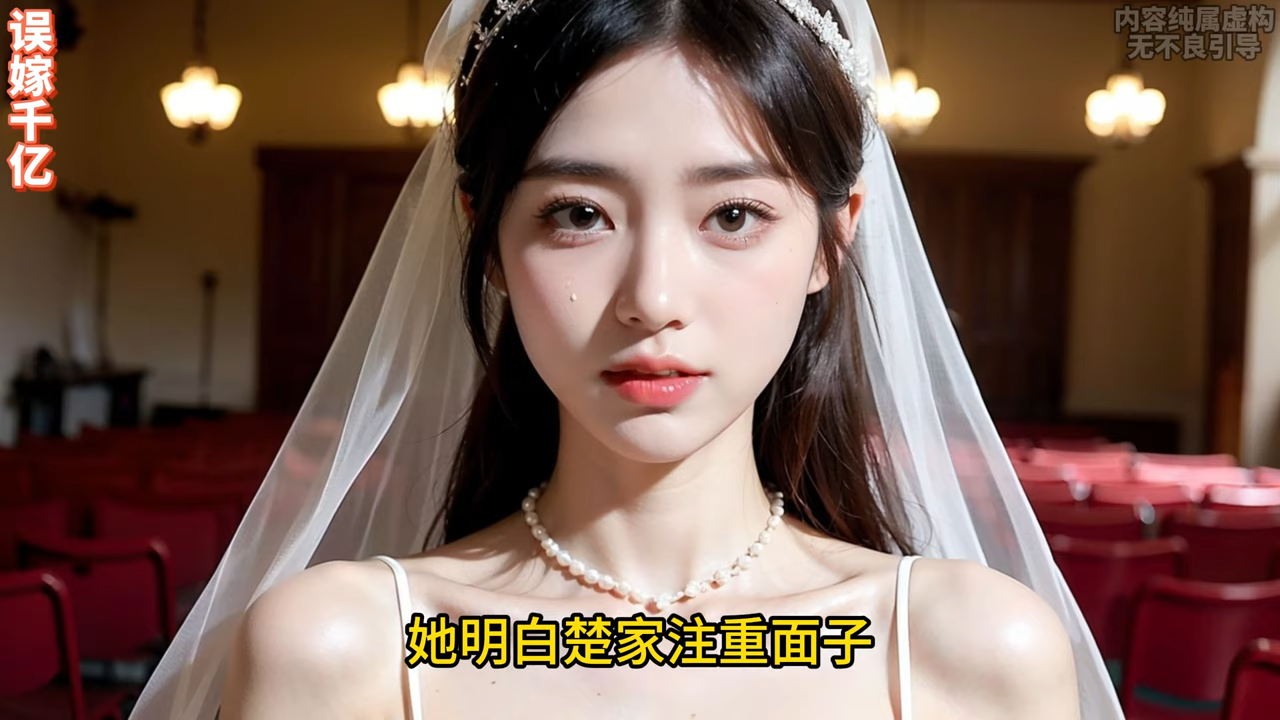 误嫁千亿
内容纯属虚构
无不良引导
她明白楚家注重面子